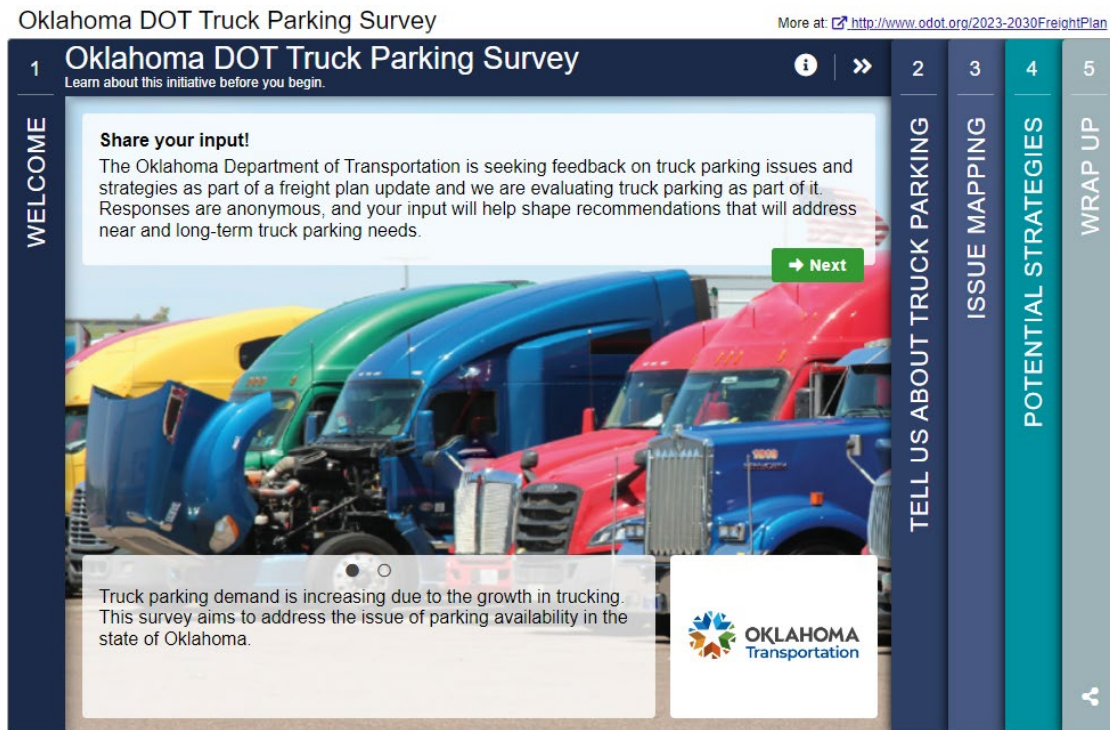 Oklahoma DOT Truck Parking Survey
More at: http://www.odot.org/2023-2030FreightPlan
1
Oklahoma DOT Truck Parking Survey
Learn about this initiative before you begin.
WELCOME
Share your input!
The Oklahoma Department of Transportation is seeking feedback on truck parking issues and
strategies as part of a freight plan update and we are evaluating truck parking as part of it.
Responses are anonymous, and your input will help shape recommendations that will address
near and long-term truck parking needs.
Next
Truck parking demand is increasing due to the growth in trucking.
This survey aims to address the issue of parking availability in the
state of Oklahoma.
OKLAHOMA
Transportation
2
TELL US ABOUT TRUCK PARKING
3
ISSUE MAPPING
4
POTENTIAL STRATEGIES
5
WRAP UP